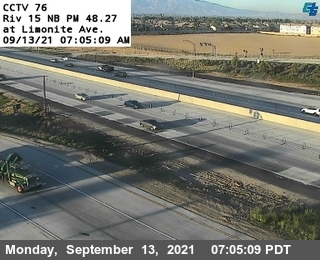 CCTV 76
Riv 15 NB PM 48.27
at Limonite Ave.
09/13/21 07:05:09 AM
Monday, September 13, 2021 07:05:09 PDT